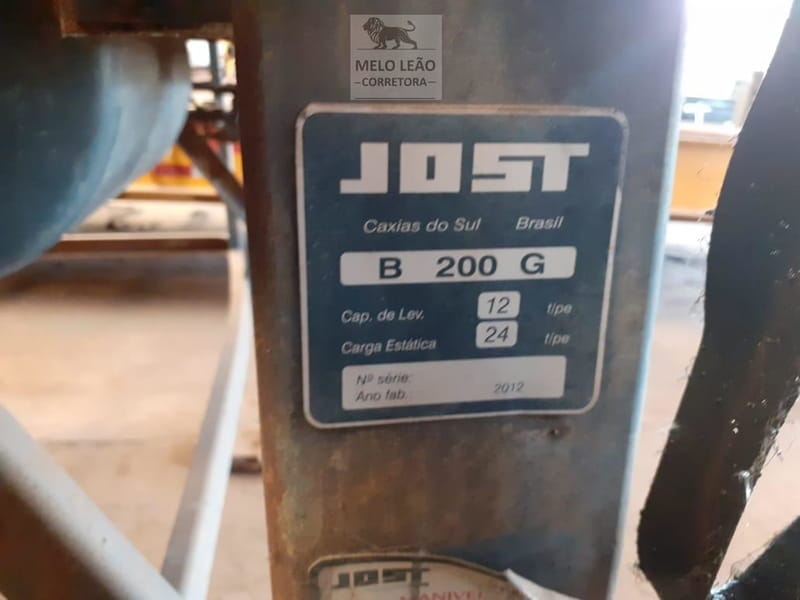 MELO LEÃO
CORRETORA
JOST
Caxias do Sul Brasil
B 200 G
Cap. de Lev. 12 t/pe
Carga Estática 24 t/pe
Nº série:
Ano fab.: 2012
JOST